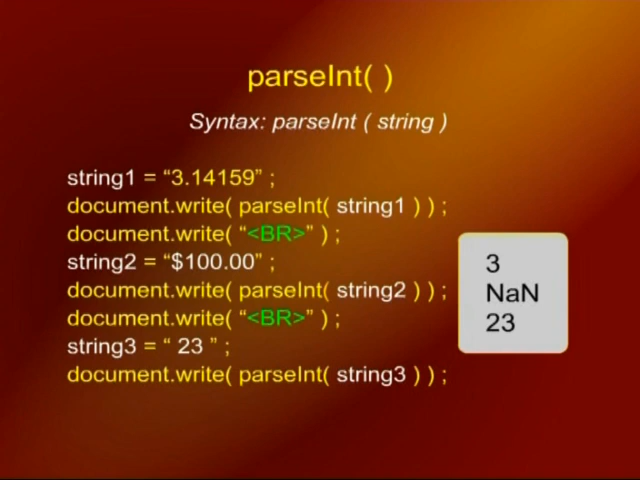 parseInt( )
Syntax: parseInt ( string )
string1 = “3.14159” ;
document.write( parseInt( string1 ) ) ;
document.write( “<BR>” ) ;
string2 = “$100.00” ;
document.write( parseInt( string2 ) ) ;
document.write( “<BR>” ) ;
string3 = “ 23 ” ;
document.write( parseInt( string3 ) ) ;
3
NaN
23